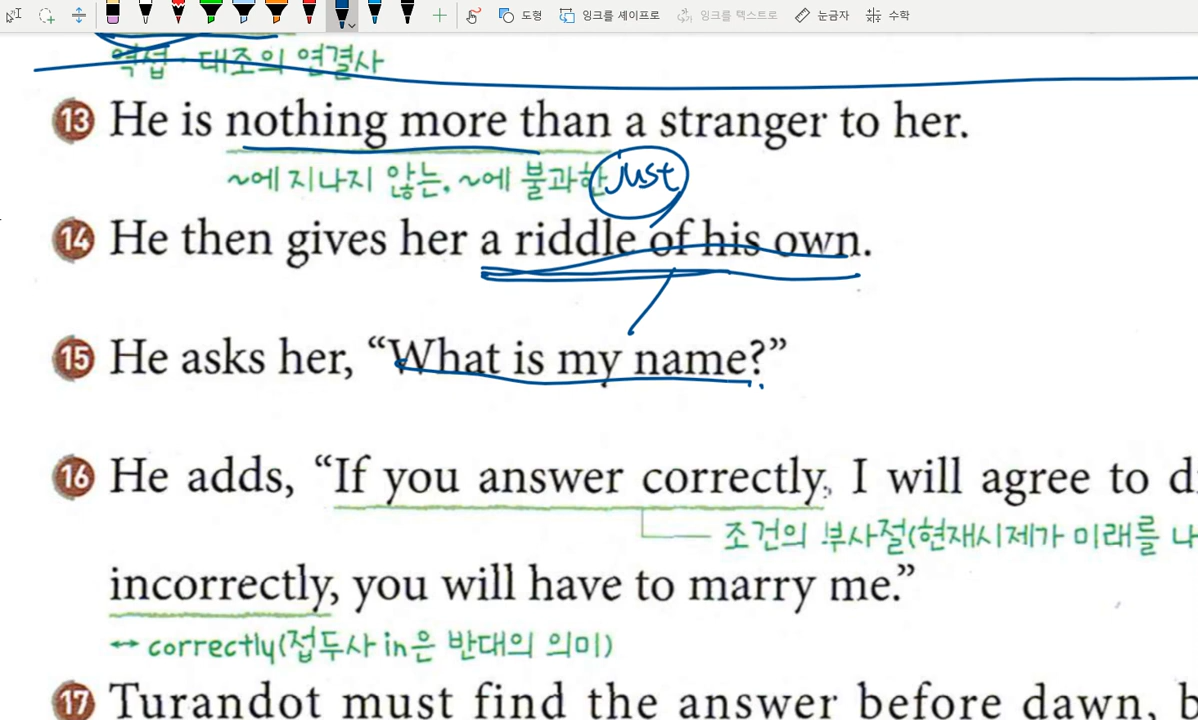 도형 잉크를 셰이프로 잉크를 텍스트로 눈금자 수학
역접·대조의 연결사
13 He is nothing more than a stranger to her.
~에 지나지 않는, ~에 불과한 just
14 He then gives her a riddle of his own.
15 He asks her, “What is my name?”
16 He adds, “If you answer correctly, I will agree to d
조건의 부사절(현재시제가 미래를 나
incorrectly, you will have to marry me.”
↔ correctly(접두사 in은 반대의 의미)
17 Turandot must find the answer before dawn, b